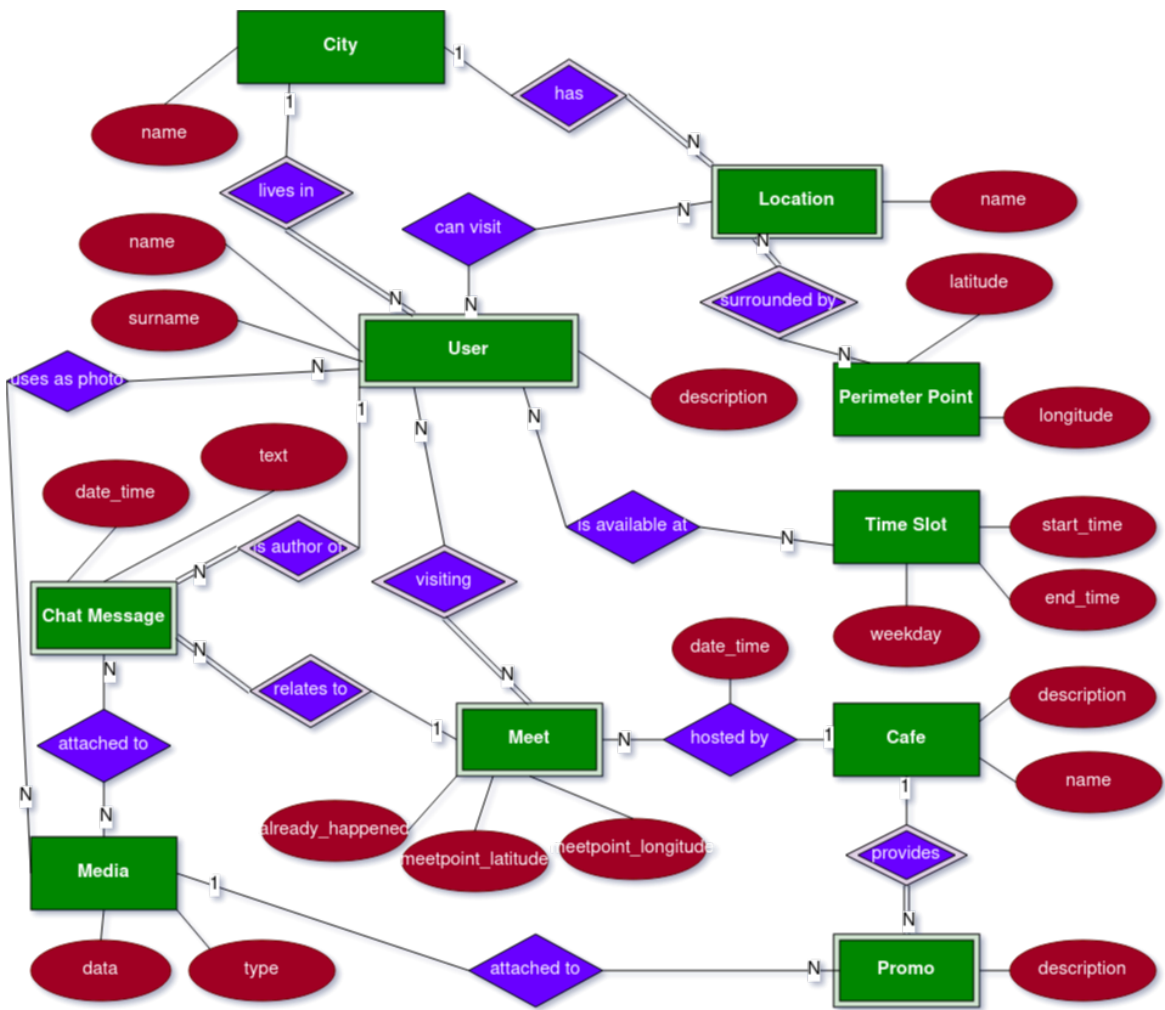 City
1
has
name
1
N
lives in
Location
name
name
can visit
N
N
latitude
surname
N
N
surrounded by
User
N
Perimeter Point
uses as photo
N
description
longitude
1
N
N
text
date_time
Time Slot
start_time
is available at
N
is author of
N
visiting
end_time
Chat Message
weekday
date_time
N
description
N
relates to
N
attached to
1
Meet
N
hosted by
1
Cafe
name
N
N
already_happened
meetpoint_latitude
meetpoint_longitude
1
provides
Media
1
N
data
type
attached to
N
Promo
description